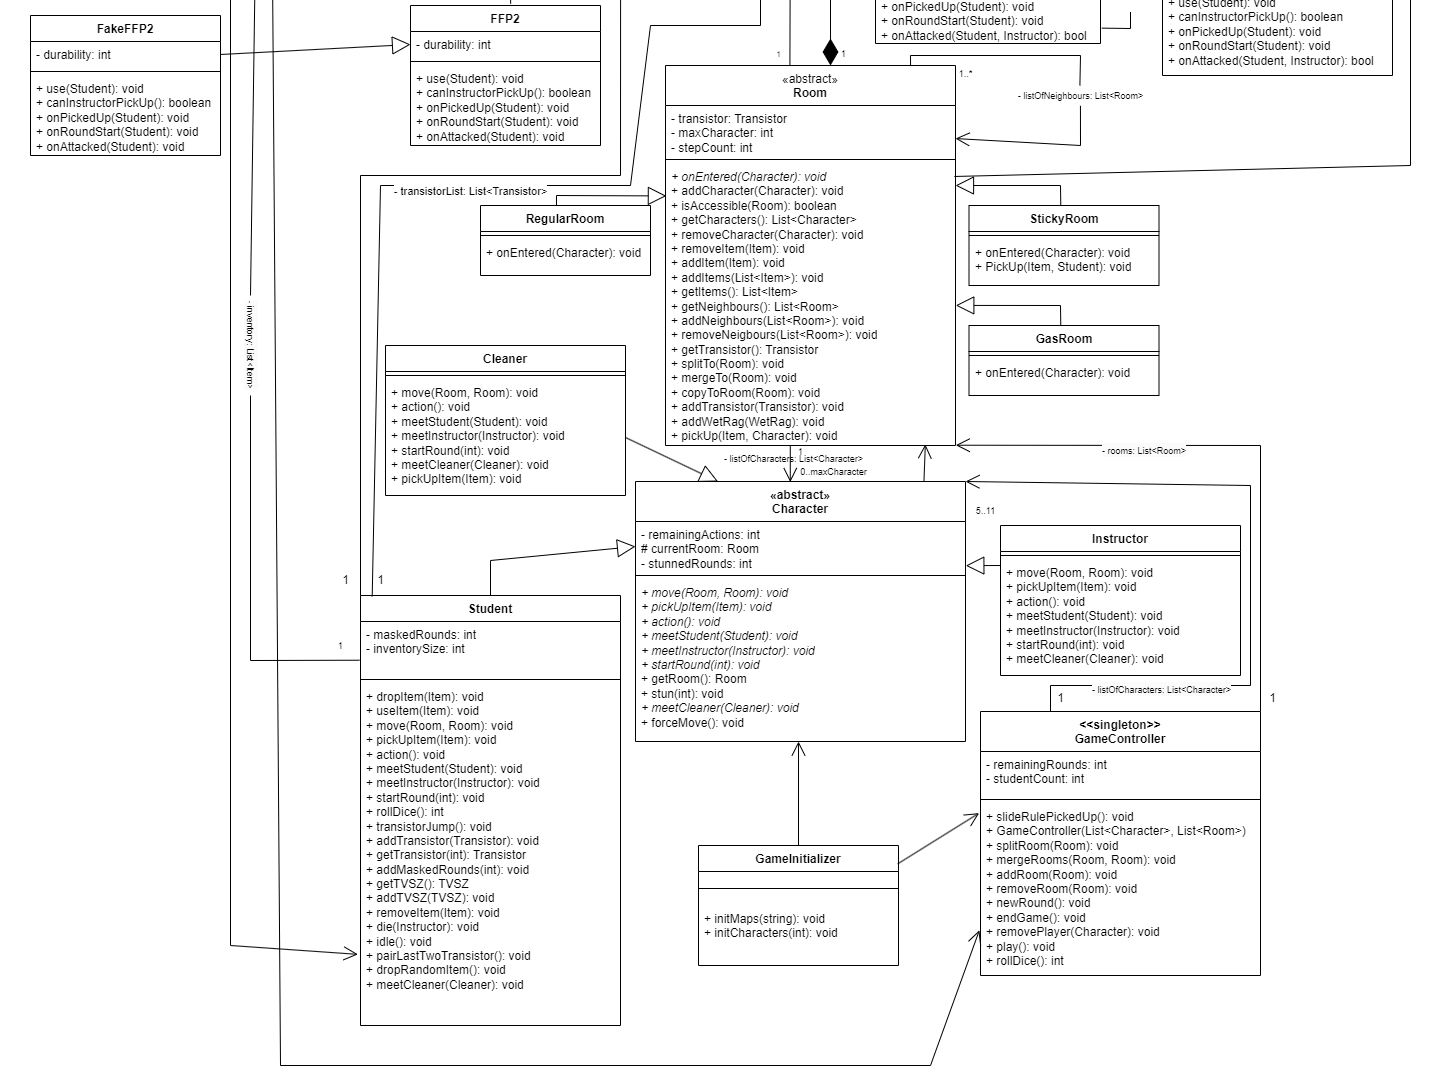 FakeFFP2
- durability: int
+ use(Student): void
+ canInstructorPickUp(): boolean
+ onPickedUp(Student): void
+ onRoundStart(Student): void
+ onAttacked(Student): void
FFP2
- durability: int
+ use(Student): void
+ canInstructorPickUp(): boolean
+ onPickedUp(Student): void
+ onRoundStart(Student): void
+ onAttacked(Student): void
+ onPickedUp(Student): void
+ onRoundStart(Student): void
+ onAttacked(Student, Instructor): bool
+ use(Student): void
+ canInstructorPickUp(): boolean
+ onPickedUp(Student): void
+ onRoundStart(Student): void
+ onAttacked(Student, Instructor): bool
1
1
1..*
- listOfNeighbours: List<Room>
«abstract»
Room
- transistor: Transistor
- maxCharacter: int
- stepCount: int
+ onEntered(Character): void
+ addCharacter(Character): void
+ isAccessible(Room): boolean
+ getCharacters(): List<Character>
+ removeCharacter(Character): void
+ removeItem(Item): void
+ addItem(Item): void
+ addItems(List<Item>): void
+ getItems(): List<Item>
+ getNeighbours(): List<Room>
+ addNeighbours(List<Room>): void
+ removeNeigbours(List<Room>): void
+ getTransistor(): Transistor
+ splitTo(Room): void
+ mergeTo(Room): void
+ copyToRoom(Room): void
+ addTransistor(Transistor): void
+ addWetRag(WetRag): void
+ pickUp(Item, Character): void
- transistorList: List<Transistor>
RegularRoom
+ onEntered(Character): void
StickyRoom
+ onEntered(Character): void
+ PickUp(Item, Student): void
GasRoom
+ onEntered(Character): void
- inventory: List<Item>
Cleaner
+ move(Room, Room): void
+ action(): void
+ meetStudent(Student): void
+ meetInstructor(Instructor): void
+ startRound(int): void
+ meetCleaner(Cleaner): void
+ pickUpItem(Item): void
1
- listOfCharacters: List<Character>
0..maxCharacter
- rooms: List<Room>
«abstract»
Character
- remainingActions: int
# currentRoom: Room
- stunnedRounds: int
+ move(Room, Room): void
+ pickUpItem(Item): void
+ action(): void
+ meetStudent(Student): void
+ meetInstructor(Instructor): void
+ startRound(int): void
+ getRoom(): Room
+ stun(int): void
+ meetCleaner(Cleaner): void
+ forceMove(): void
5..11
Instructor
+ move(Room, Room): void
+ pickUpItem(Item): void
+ action(): void
+ meetStudent(Student): void
+ meetInstructor(Instructor): void
+ startRound(int): void
+ meetCleaner(Cleaner): void
1
1
1
Student
- maskedRounds: int
- inventorySize: int
+ dropItem(Item): void
+ useItem(Item): void
+ move(Room, Room): void
+ pickUpItem(Item): void
+ action(): void
+ meetStudent(Student): void
+ meetInstructor(Instructor): void
+ startRound(int): void
+ rollDice(): int
+ transistorJump(): void
+ addTransistor(Transistor): void
+ getTransistor(int): Transistor
+ addMaskedRounds(int): void
+ getTVSZ(): TVSZ
+ addTVSZ(TVSZ): void
+ removeItem(Item): void
+ die(Instructor): void
+ idle(): void
+ pairLastTwoTransistor(): void
+ dropRandomItem(): void
+ meetCleaner(Cleaner): void
- listOfCharacters: List<Character>
1
1
<<singleton>>
GameController
- remainingRounds: int
- studentCount: int
+ slideRulePickedUp(): void
+ GameController(List<Character>, List<Room>)
+ splitRoom(Room): void
+ mergeRooms(Room, Room): void
+ addRoom(Room): void
+ removeRoom(Room): void
+ newRound(): void
+ endGame(): void
+ removePlayer(Character): void
+ play(): void
+ rollDice(): int
GameInitializer
+ initMaps(string): void
+ initCharacters(int): void